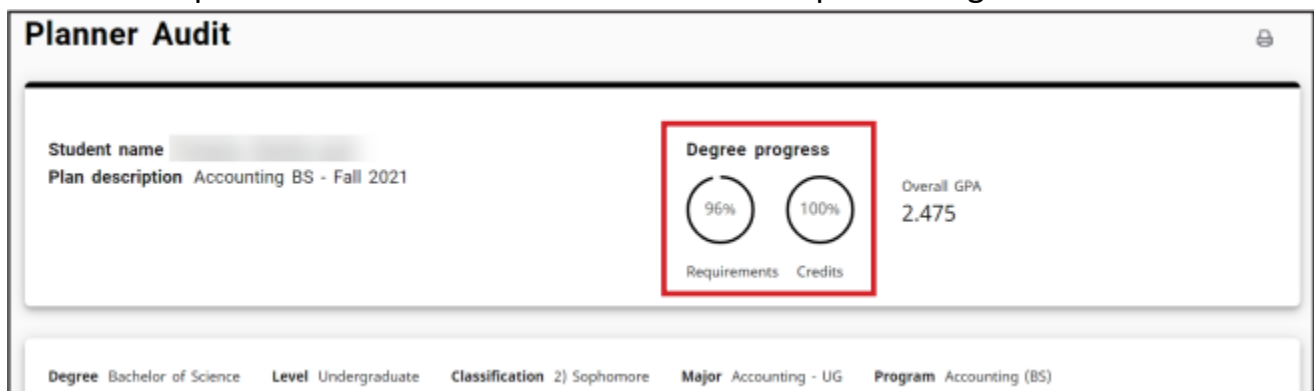 Planner Audit
Student name
Plan description Accounting BS - Fall 2021
Degree progress
96% 100%
Requirements Credits
Overall GPA
2.475
Degree Bachelor of Science Level Undergraduate Classification 2) Sophomore Major Accounting - UG Program Accounting (BS)